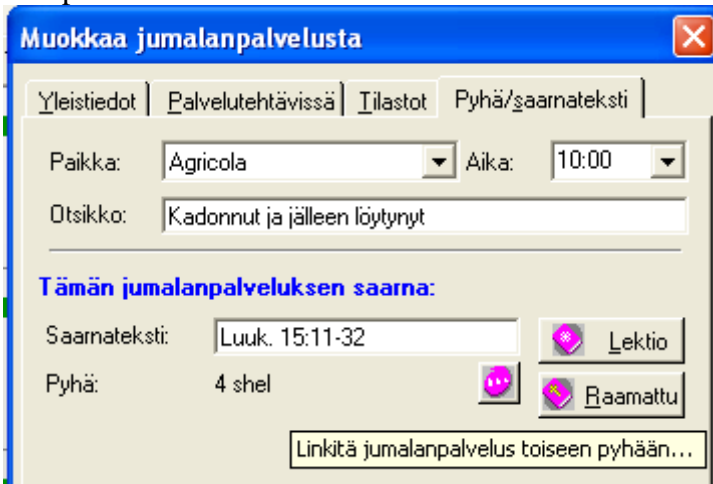 Muokkaa jumalanpalvelusta
Yleistiedot Palvelutehtävissä Tilastot Pyhä/saarnateksti
Paikka: Agricola Aika: 10:00
Otsikko: Kadonnut ja jälleen löytynyt
Tämän jumalanpalveluksen saarna:
Saarnateksti: Luuk. 15:11-32 Lektio
Pyhä: 4 shel Raamattu
Linkitä jumalanpalvelus toiseen pyhään...